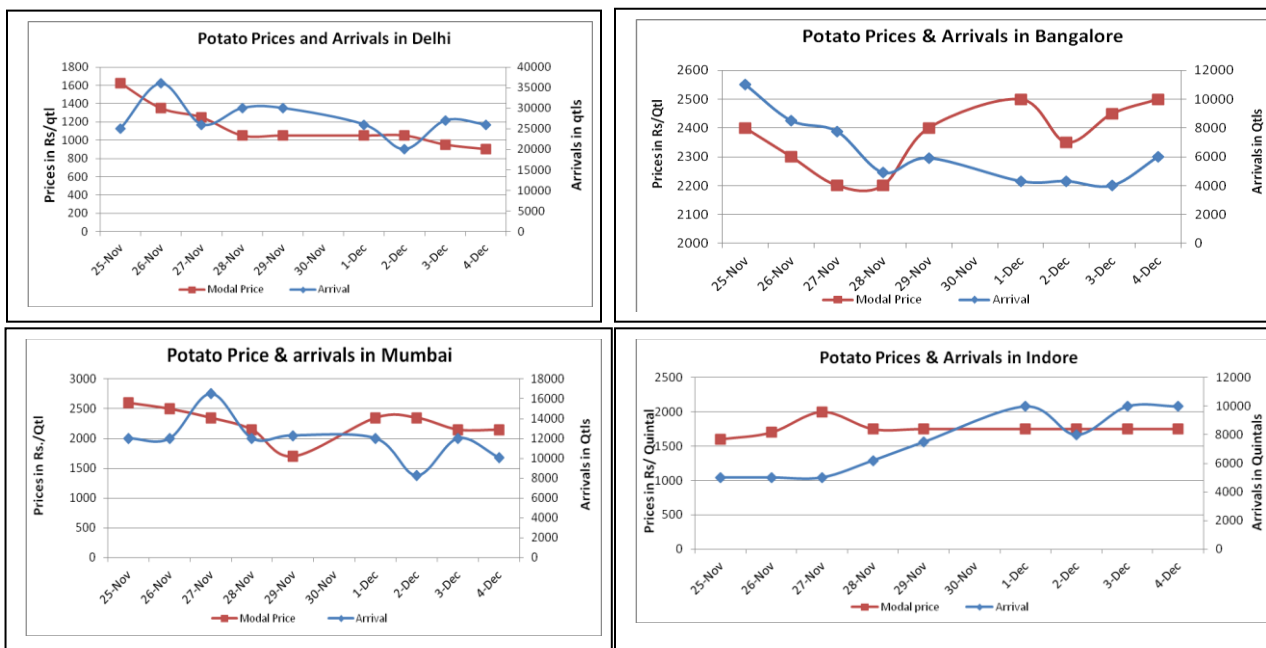 Potato Prices and Arrivals in Delhi
Prices in Rs/qtl
1800
1600
1400
1200
1000
800
600
400
200
0
40000
35000
30000
25000
20000
15000
10000
5000
0
Arrivals in qtls
25-Nov
26-Nov
27-Nov
28-Nov
29-Nov
30-Nov
1-Dec
2-Dec
3-Dec
4-Dec
Modal Price
Arrival
Potato Prices & Arrivals in Bangalore
Prices in Rs/Qtl
2600
2500
2400
2300
2200
2100
2000
12000
10000
8000
6000
4000
2000
0
Arrivals in Qtls
25-Nov
26-Nov
27-Nov
28-Nov
29-Nov
30-Nov
1-Dec
2-Dec
3-Dec
4-Dec
Modal Price
Arrival
Potato Price & arrivals in Mumbai
Prices in Rs./Qtl
3000
2500
2000
1500
1000
500
0
18000
16000
14000
12000
10000
8000
6000
4000
2000
0
Arrivals in Qtls
25-Nov
26-Nov
27-Nov
28-Nov
29-Nov
30-Nov
1-Dec
2-Dec
3-Dec
4-Dec
Modal Price
Arrival
Potato Prices & Arrivals in Indore
Prices in Rs/ Quintal
2500
2000
1500
1000
500
0
12000
10000
8000
6000
4000
2000
0
Arrivals in Quintals
25-Nov
26-Nov
27-Nov
28-Nov
29-Nov
30-Nov
1-Dec
2-Dec
3-Dec
4-Dec
Modal price
Arrival